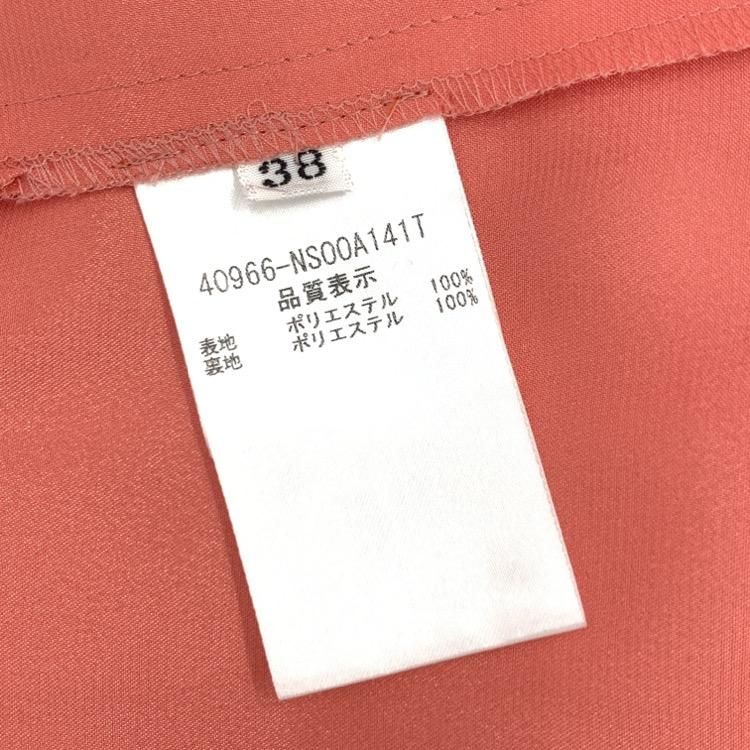 38
40966-NS00A141T
品質表示
表地 ポリエステル 100%
裏地 ポリエステル 100%